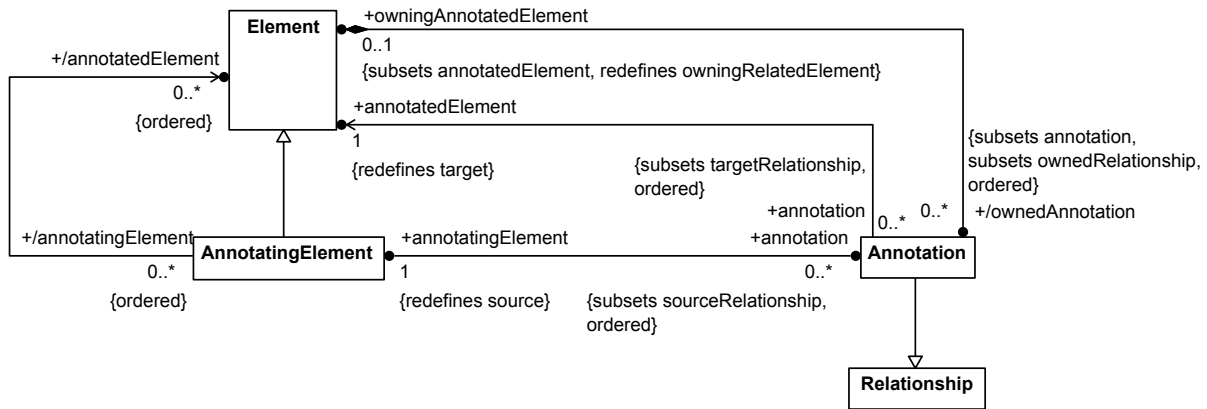 Element
+owningAnnotatedElement
0..1
{subsets annotatedElement, redefines owningRelatedElement}
+/annotatedElement
0..*
{ordered}
+annotatedElement
1
{redefines target}
{subsets targetRelationship,
ordered}
{subsets annotation,
subsets ownedRelationship,
ordered}
+annotation
0..*
0..*
+/ownedAnnotation
+/annotatingElement
0..*
{ordered}
AnnotatingElement
+annotatingElement
1
{redefines source}
+annotation
0..*
{subsets sourceRelationship,
ordered}
Annotation
Relationship